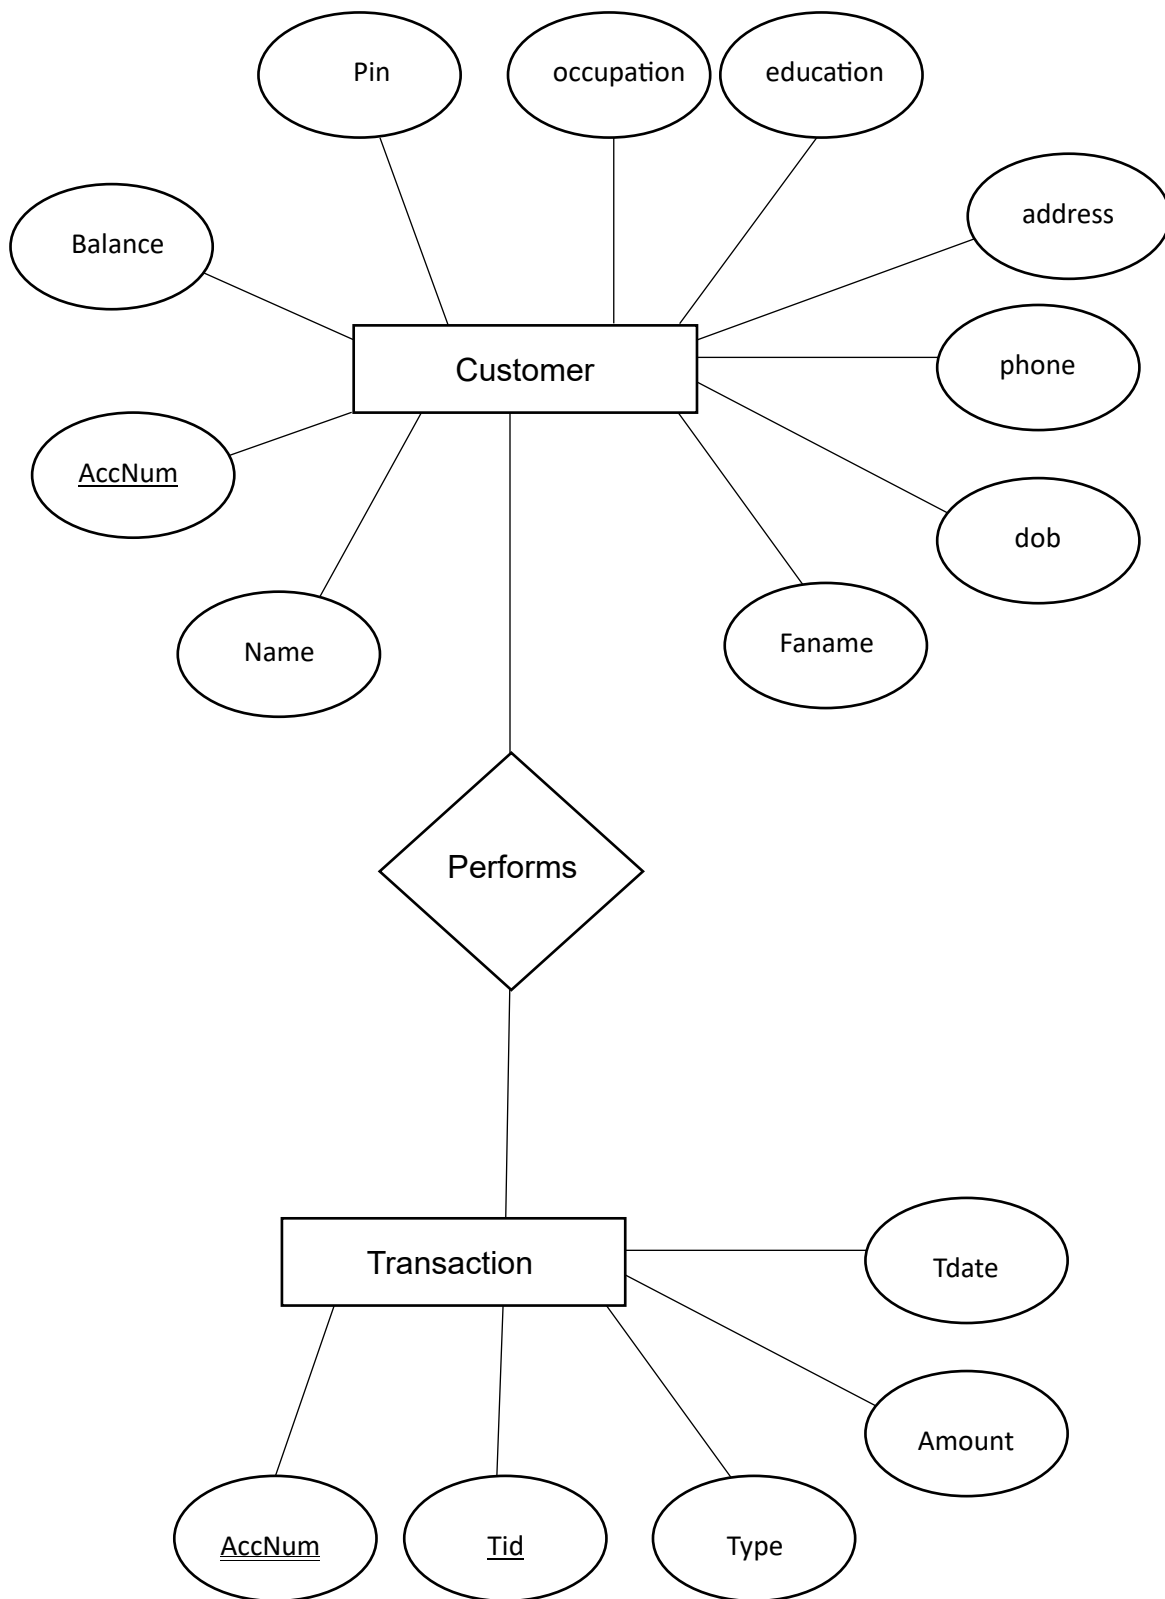 Pin
occupation
education
address
Balance
phone
Customer
AccNum
dob
Name
Faname
Performs
Transaction
Tdate
Amount
AccNum
Tid
Type